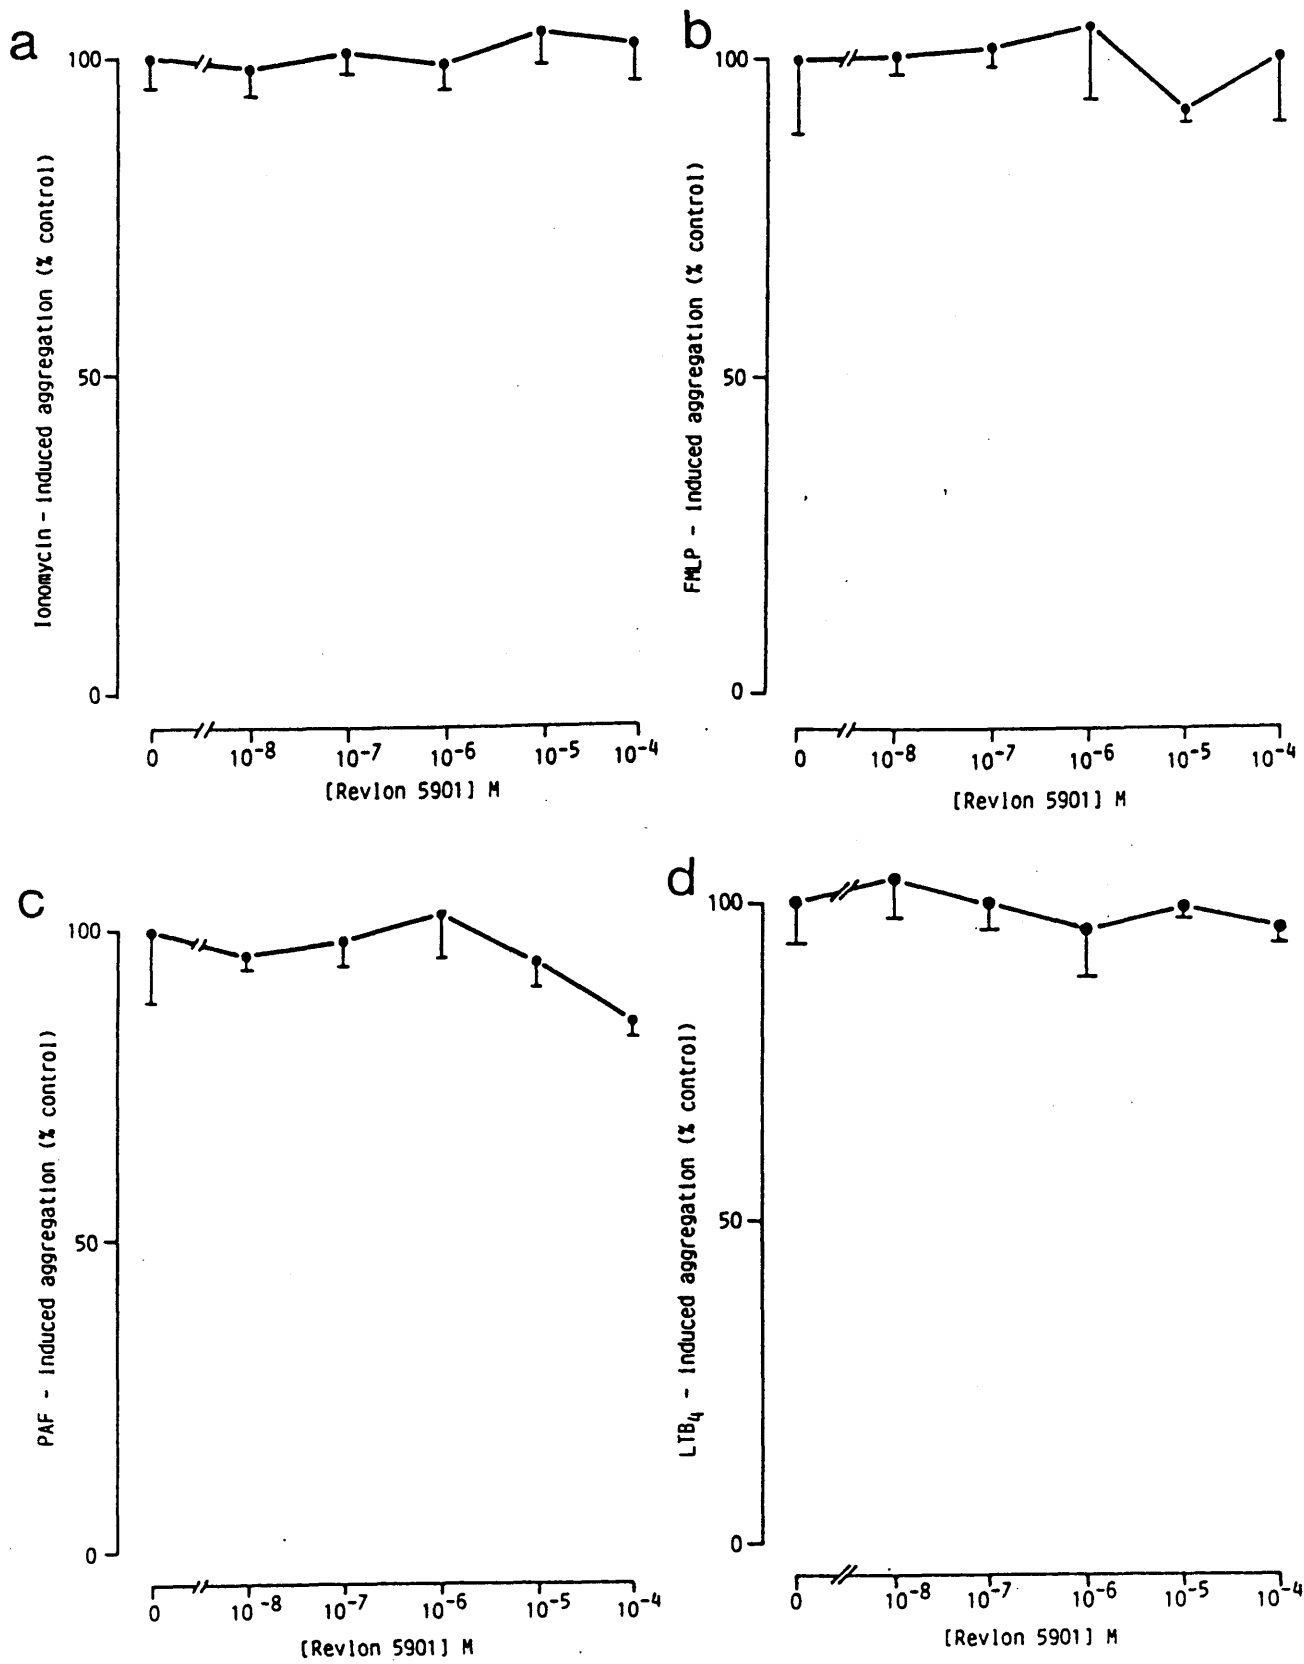 a
100
50
0
Ionomycin - induced aggregation (% control)
0 10⁻⁸ 10⁻⁷ 10⁻⁶ 10⁻⁵ 10⁻⁴
[Revlon 5901] M
b
100
50
0
FMLP - induced aggregation (% control)
0 10⁻⁸ 10⁻⁷ 10⁻⁶ 10⁻⁵ 10⁻⁴
[Revlon 5901] M
c
100
50
0
PAF - induced aggregation (% control)
0 10⁻⁸ 10⁻⁷ 10⁻⁶ 10⁻⁵ 10⁻⁴
[Revlon 5901] M
d
100
50
0
LTB₄ - induced aggregation (% control)
0 10⁻⁸ 10⁻⁷ 10⁻⁶ 10⁻⁵ 10⁻⁴
[Revlon 5901] M